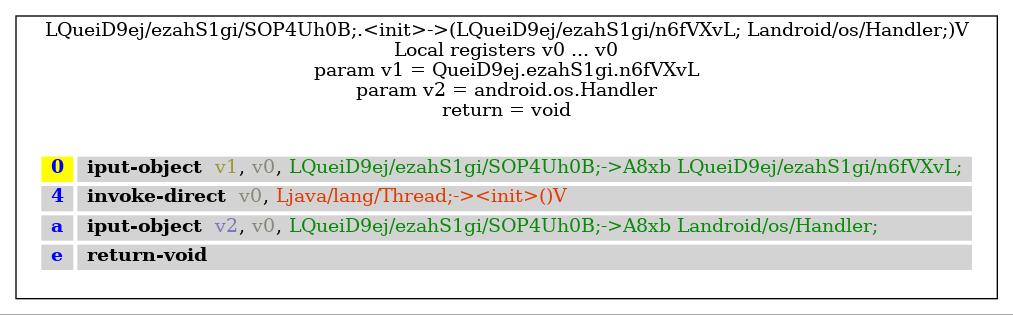 LQueiD9ej/ezahS1gi/SOP4Uh0B;.<init>->(LQueiD9ej/ezahS1gi/n6fVXvL; Landroid/os/Handler;)V
Local registers v0 ... v0
param v1 = QueiD9ej.ezahS1gi.n6fVXvL
param v2 = android.os.Handler
return = void
0 iput-object v1, v0, LQueiD9ej/ezahS1gi/SOP4Uh0B;->A8xb LQueiD9ej/ezahS1gi/n6fVXvL;
4 invoke-direct v0, Ljava/lang/Thread;-><init>()V
a iput-object v2, v0, LQueiD9ej/ezahS1gi/SOP4Uh0B;->A8xb Landroid/os/Handler;
e return-void